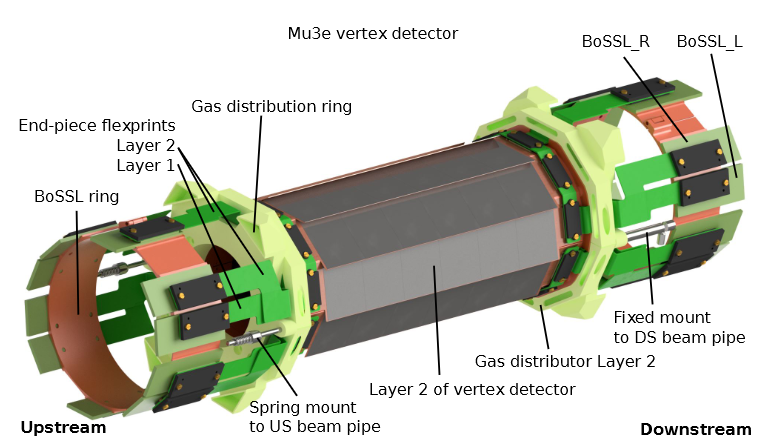 Mu3e vertex detector
BoSSL_R
BoSSL_L
Gas distribution ring
End-piece flexprints
Layer 2
Layer 1
BoSSL ring
Fixed mount
to DS beam pipe
Gas distributor Layer 2
Layer 2 of vertex detector
Spring mount
to US beam pipe
Upstream
Downstream